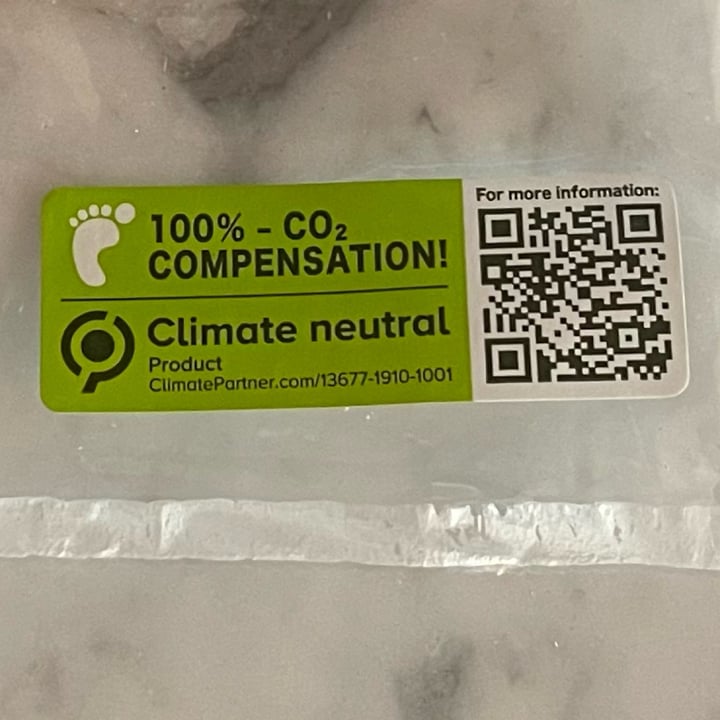 100% - CO₂
COMPENSATION!
Climate neutral
Product
ClimatePartner.com/13677-1910-1001
For more information: